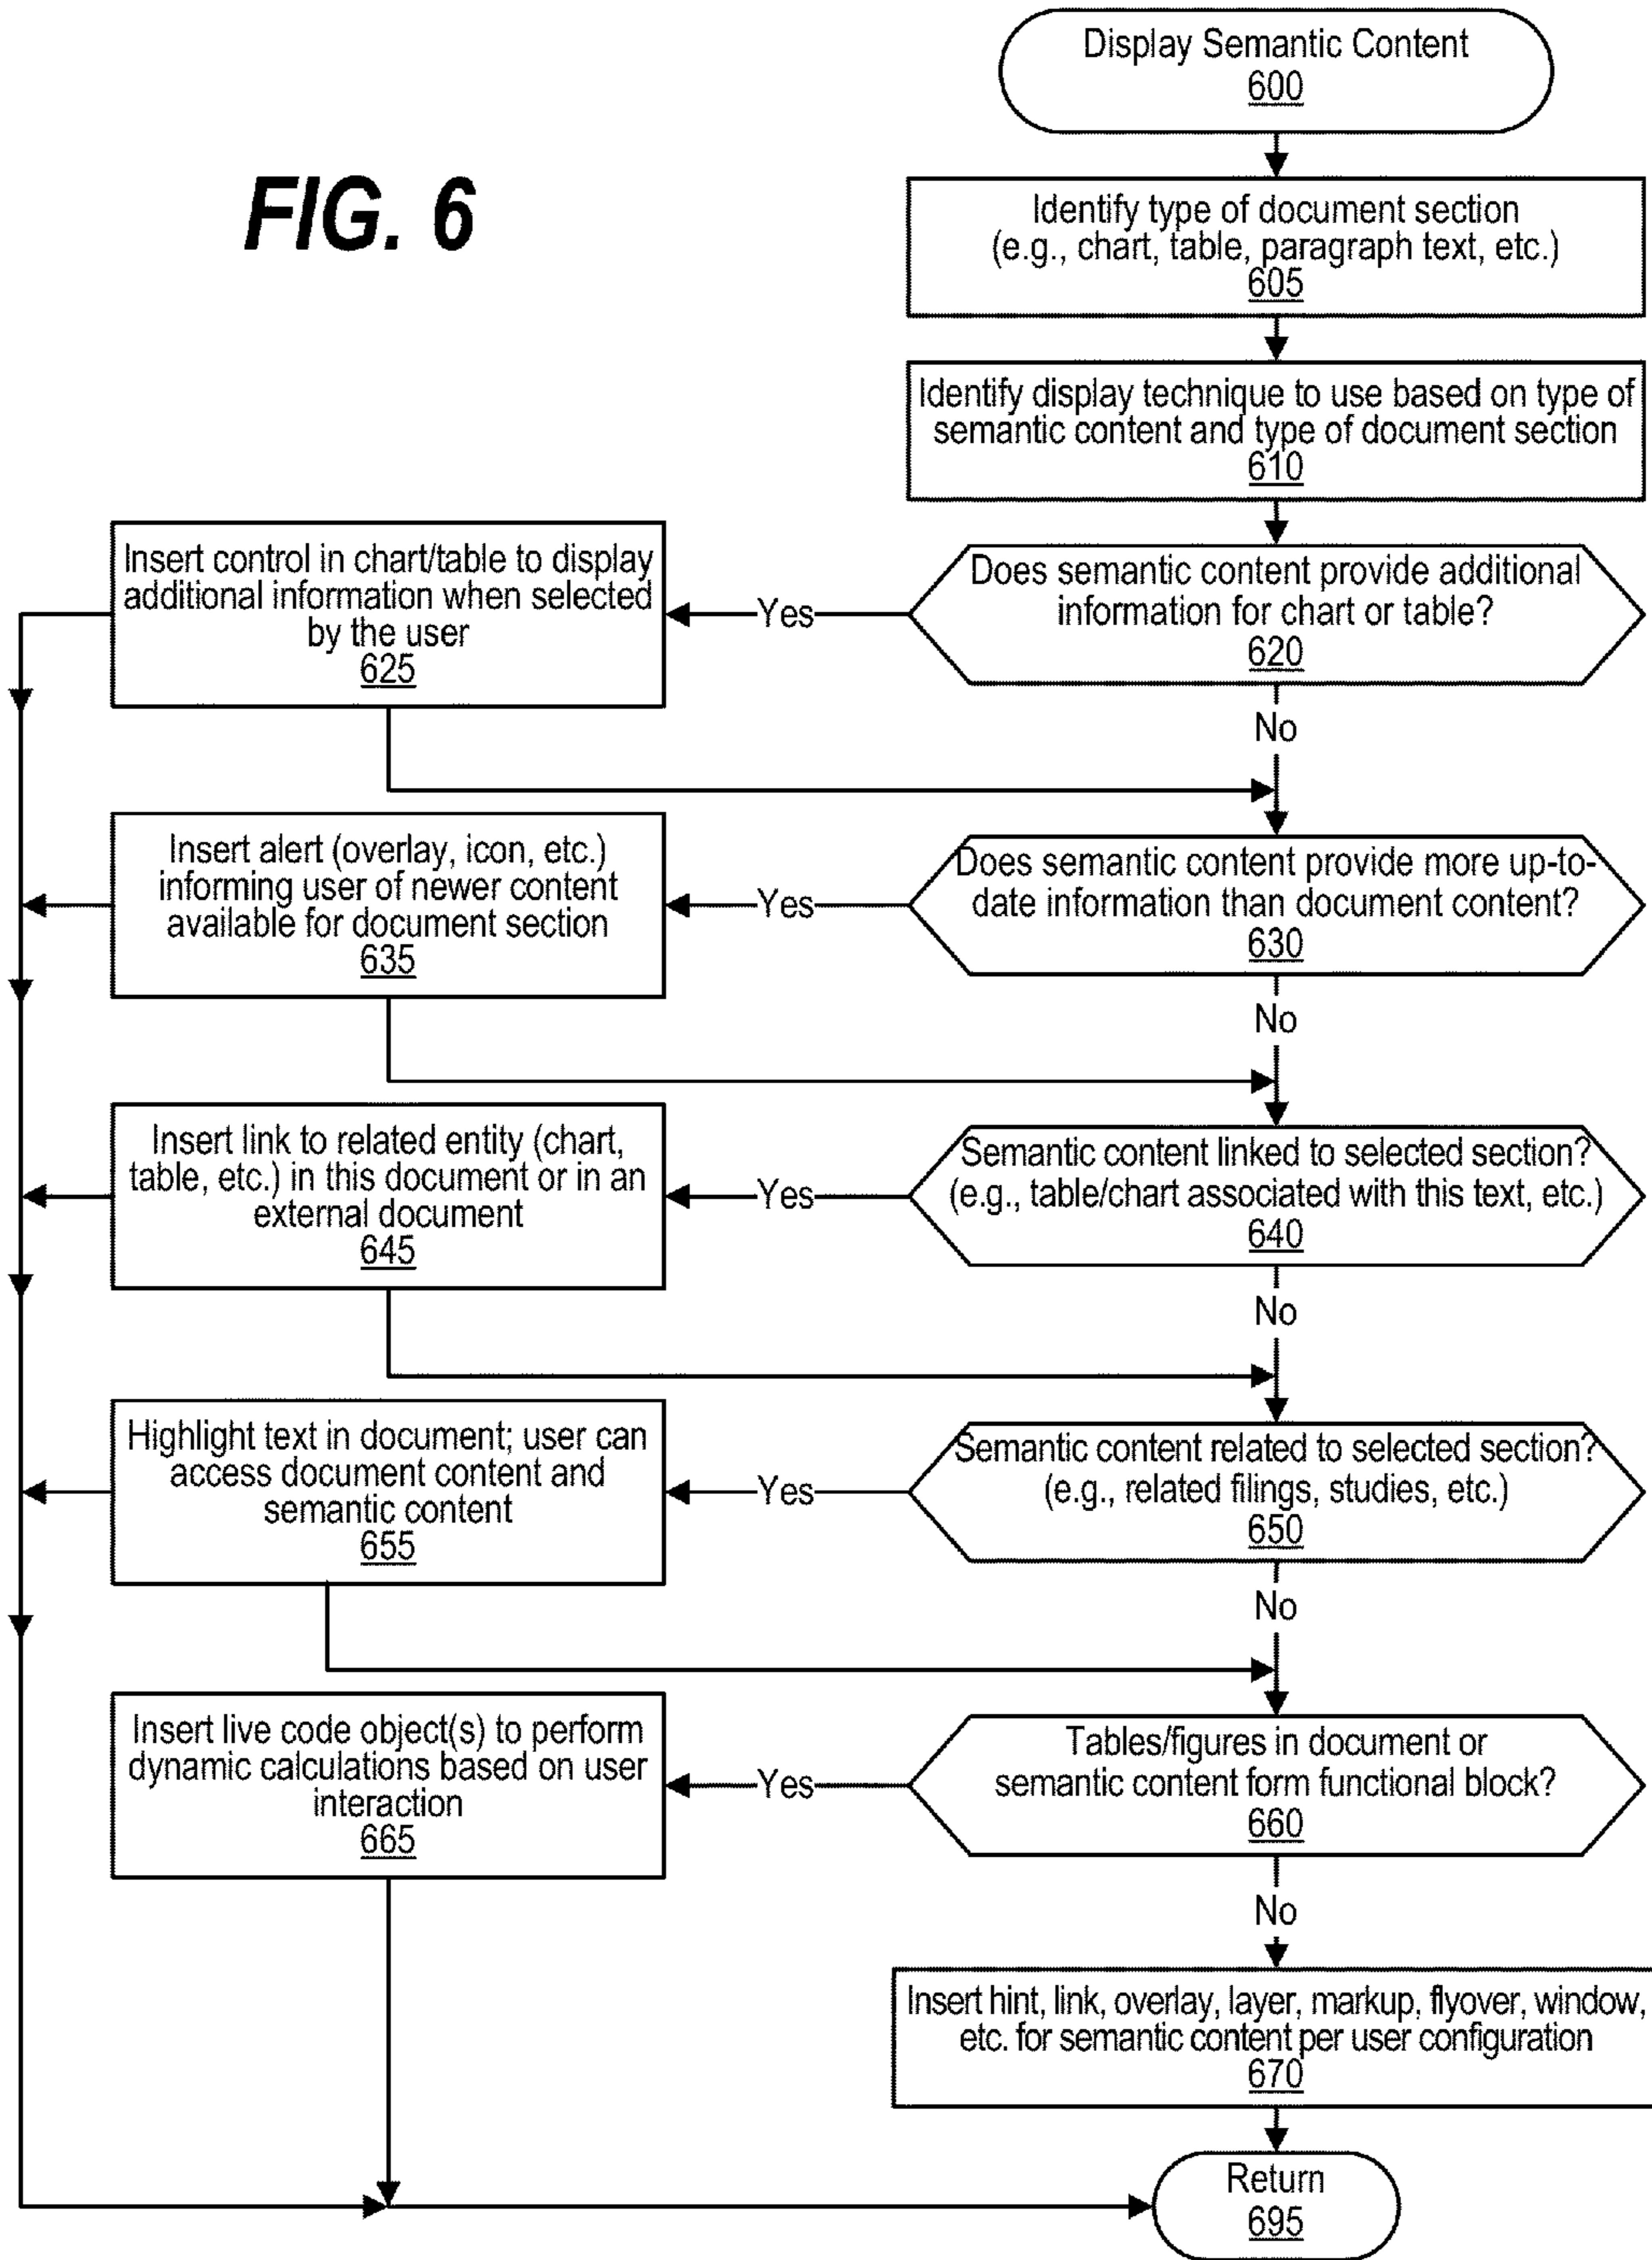 FIG. 6
Display Semantic Content
600
Identify type of document section
(e.g., chart, table, paragraph text, etc.)
605
Identify display technique to use based on type of
semantic content and type of document section
610
Does semantic content provide additional
information for chart or table?
620
Yes
Insert control in chart/table to display
additional information when selected
by the user
625
No
Does semantic content provide more up-to-
date information than document content?
630
Yes
Insert alert (overlay, icon, etc.)
informing user of newer content
available for document section
635
No
Semantic content linked to selected section?
(e.g., table/chart associated with this text, etc.)
640
Yes
Insert link to related entity (chart,
table, etc.) in this document or in an
external document
645
No
Semantic content related to selected section?
(e.g., related filings, studies, etc.)
650
Yes
Highlight text in document; user can
access document content and
semantic content
655
No
Tables/figures in document or
semantic content form functional block?
660
Yes
Insert live code object(s) to perform
dynamic calculations based on user
interaction
665
No
Insert hint, link, overlay, layer, markup, flyover, window,
etc. for semantic content per user configuration
670
Return
695